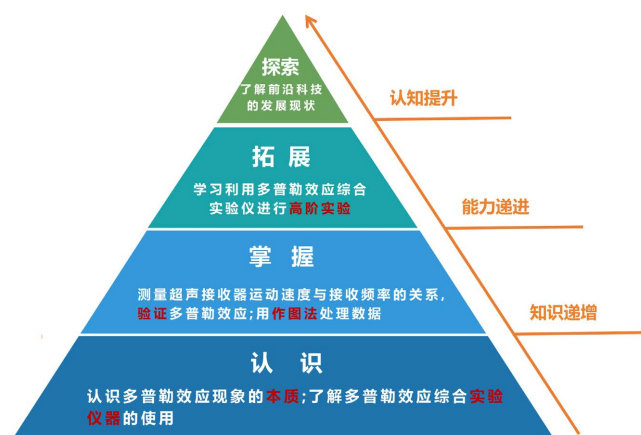 探索
了解前沿科技
的发展现状
认知提升
拓展
学习利用多普勒效应综合
实验仪进行高阶实验
能力递进
掌握
测量超声接收器运动速度与接收频率的关系,
验证多普勒效应;用作图法处理数据
知识递增
认识
认识多普勒效应现象的本质;了解多普勒效应综合实验
仪器的使用